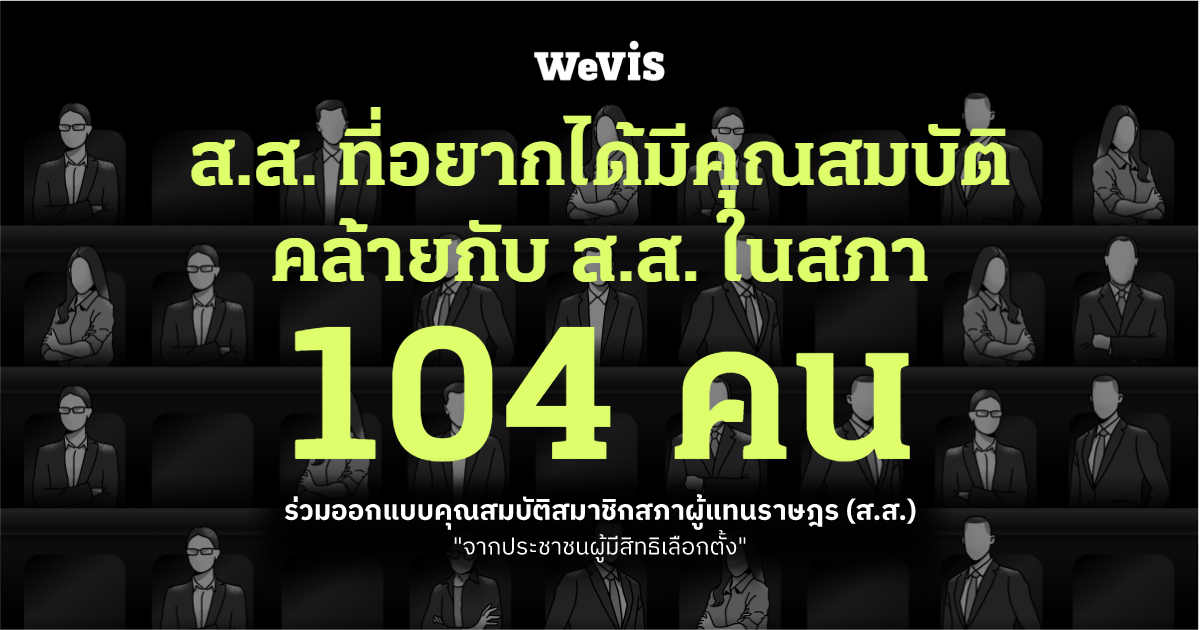 WeVIS
ส.ส. ที่อยากได้มีคุณสมบัติ
คล้ายกับ ส.ส. ในสภา
104 คน
ร่วมออกแบบคุณสมบัติสมาชิกสภาผู้แทนราษฎร (ส.ส.)
"จากประชาชนผู้มีสิทธิเลือกตั้ง"